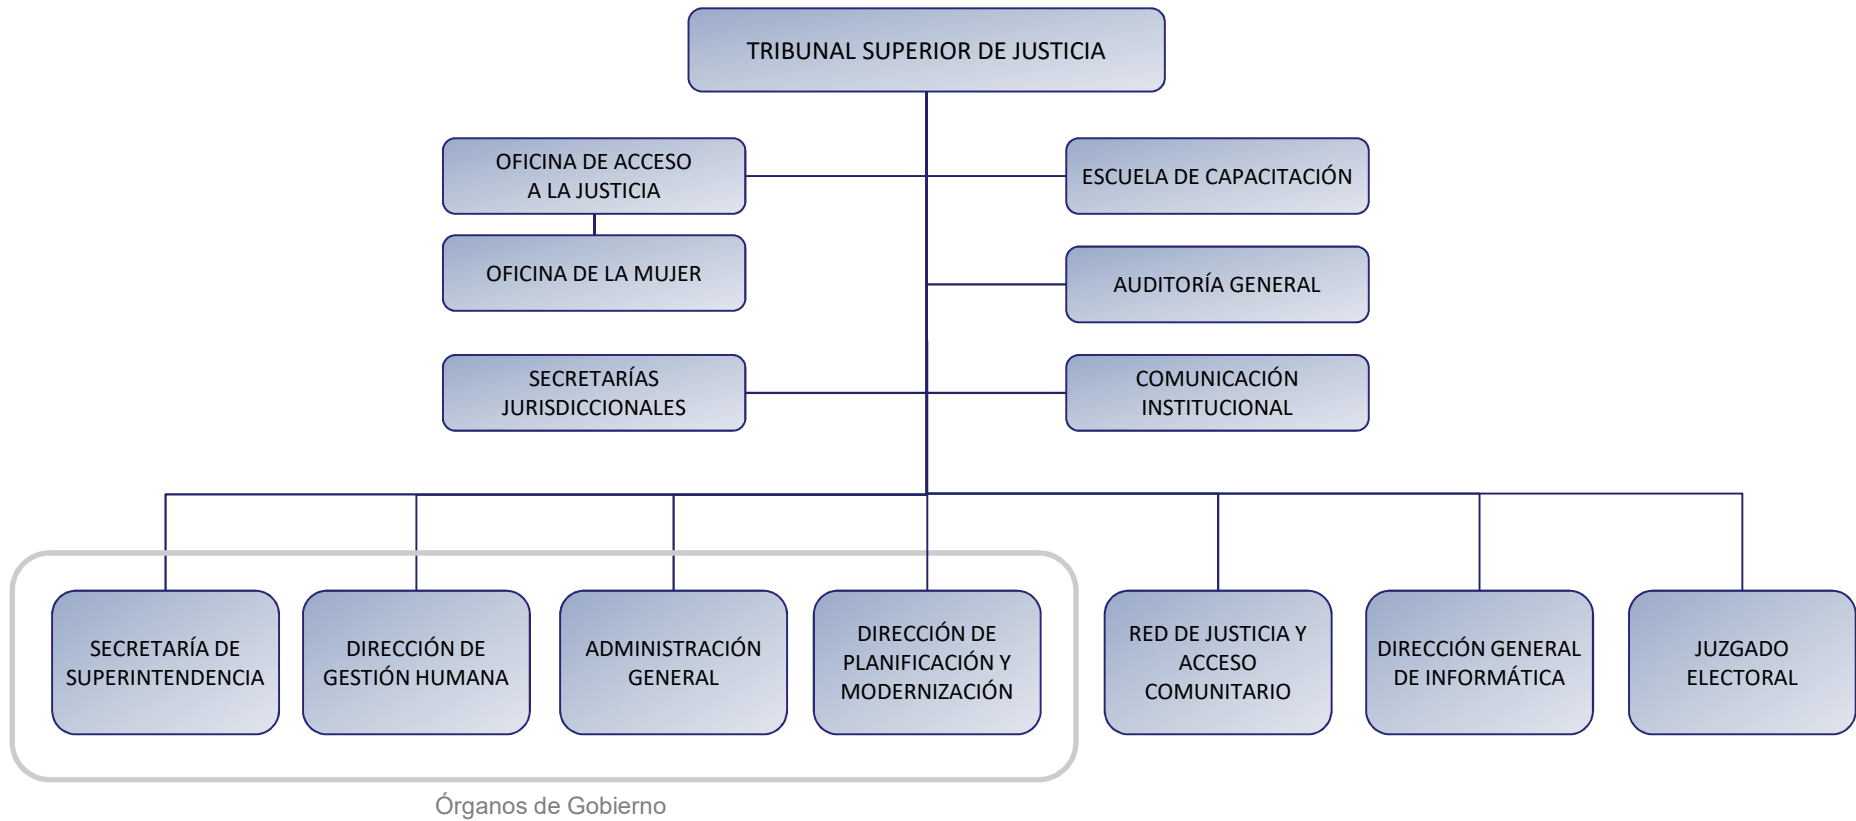 TRIBUNAL SUPERIOR DE JUSTICIA
OFICINA DE ACCESO
A LA JUSTICIA
ESCUELA DE CAPACITACIÓN
OFICINA DE LA MUJER
AUDITORÍA GENERAL
SECRETARÍAS
JURISDICCIONALES
COMUNICACIÓN
INSTITUCIONAL
SECRETARÍA DE
SUPERINTENDENCIA
DIRECCIÓN DE
GESTIÓN HUMANA
ADMINISTRACIÓN
GENERAL
DIRECCIÓN DE
PLANIFICACIÓN Y
MODERNIZACIÓN
RED DE JUSTICIA Y
ACCESO
COMUNITARIO
DIRECCIÓN GENERAL
DE INFORMÁTICA
JUZGADO
ELECTORAL
Órganos de Gobierno